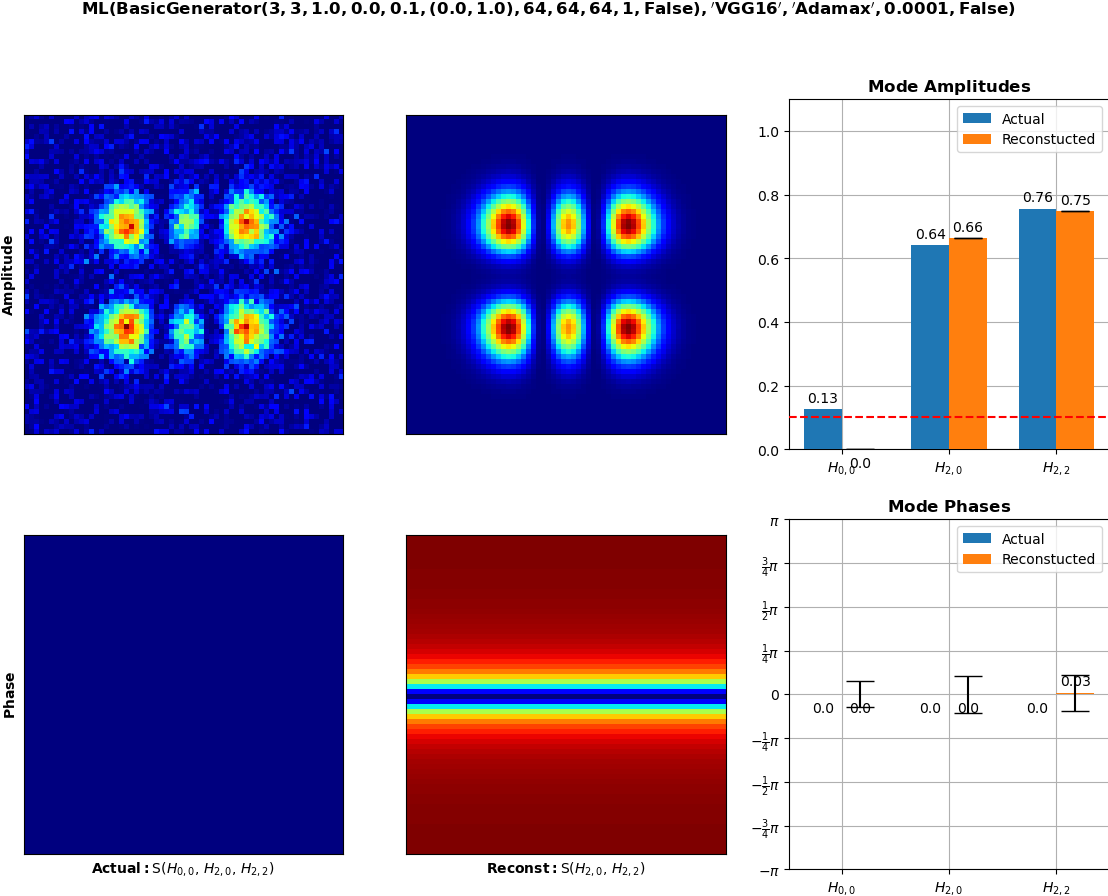 ML(BasicGenerator(3, 3, 1.0, 0.0, 0.1, (0.0, 1.0), 64, 64, 64, 1, False), ′VGG16′, ′Adamax′, 0.0001, False)
Amplitude
Mode Amplitudes
Actual
Reconstucted
1.0
0.8
0.6
0.4
0.2
0.0
0.13
0.0
0.64
0.66
0.76
0.75
H₀,₀
H₂,₀
H₂,₂
Phase
Actual: S(H₀,₀, H₂,₀, H₂,₂)
Reconst: S(H₂,₀, H₂,₂)
Mode Phases
Actual
Reconstucted
π
3/4π
1/2π
1/4π
0
−1/4π
−1/2π
−3/4π
−π
0.0
0.0
0.0
0.0
0.0
0.03
H₀,₀
H₂,₀
H₂,₂